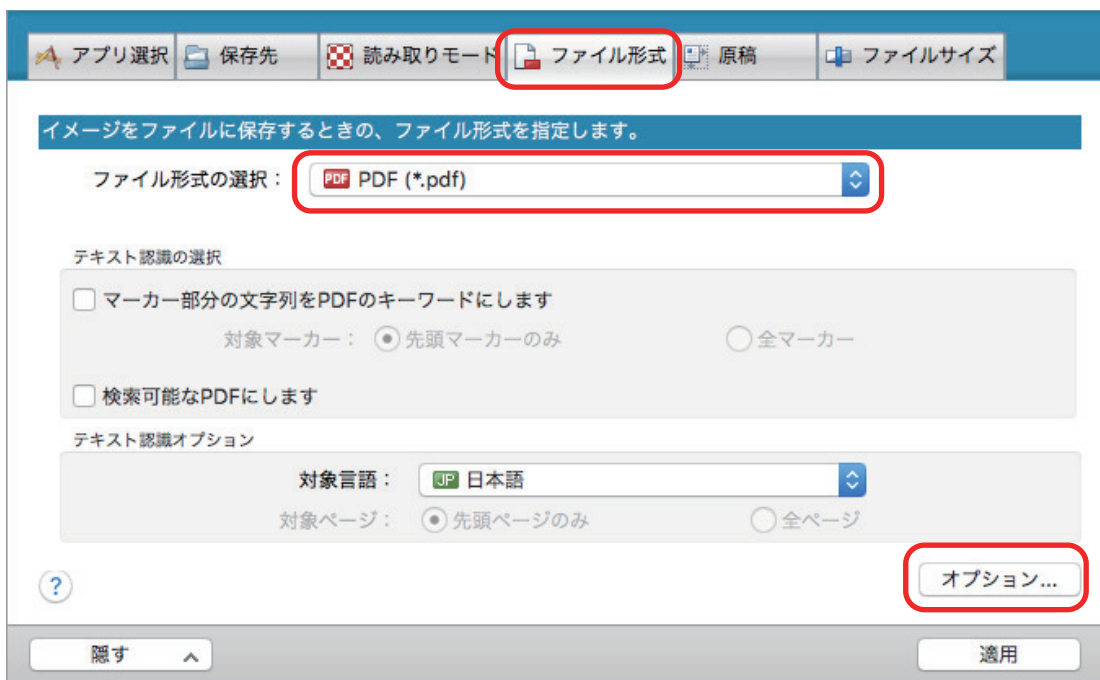 アプリ選択 保存先 読み取りモード ファイル形式 原稿 ファイルサイズ
イメージをファイルに保存するときの、ファイル形式を指定します。
ファイル形式の選択： PDF PDF (*.pdf)
テキスト認識の選択
マーカー部分の文字列をPDFのキーワードにします
対象マーカー： 先頭マーカーのみ 全マーカー
検索可能なPDFにします
テキスト認識オプション
対象言語： JP 日本語
対象ページ： 先頭ページのみ 全ページ
? オプション...
隠す 適用